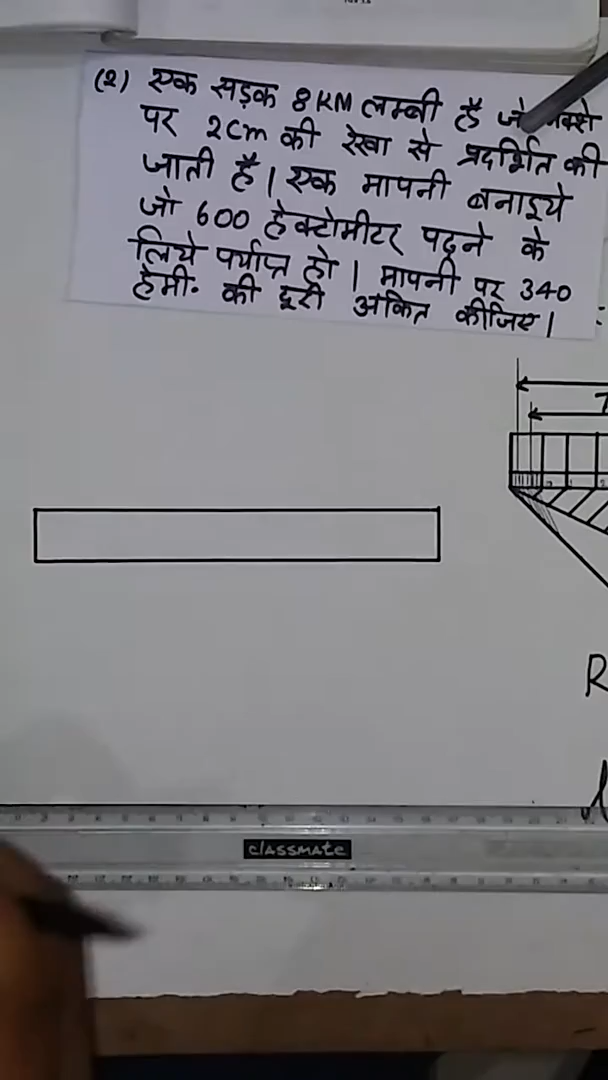 (2) एक सड़क 8 KM लम्बी है जो नक्शे
पर 2cm की रेखा से प्रदर्शित की
जाती है। एक मापनी बनाइये
जो 600 हेक्टोमीटर पढ़ने के
लिये पर्याप्त हो। मापनी पर 340
हेमी. की दूरी अंकित कीजिए।
R
classmate